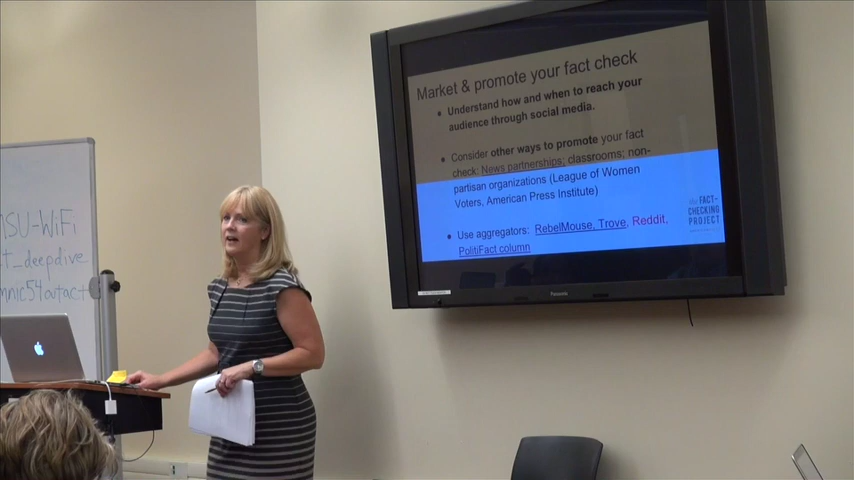 Market & promote your fact check
Understand how and when to reach your
audience through social media.
Consider other ways to promote your fact
check: News partnerships; classrooms; non-
partisan organizations (League of Women
Voters, American Press Institute)
Use aggregators: RebelMouse, Trove, Reddit,
PolitiFact column
the FACT-
CHECKING
PROJECT
Panasonic
SU-WiFi
t_deepdive